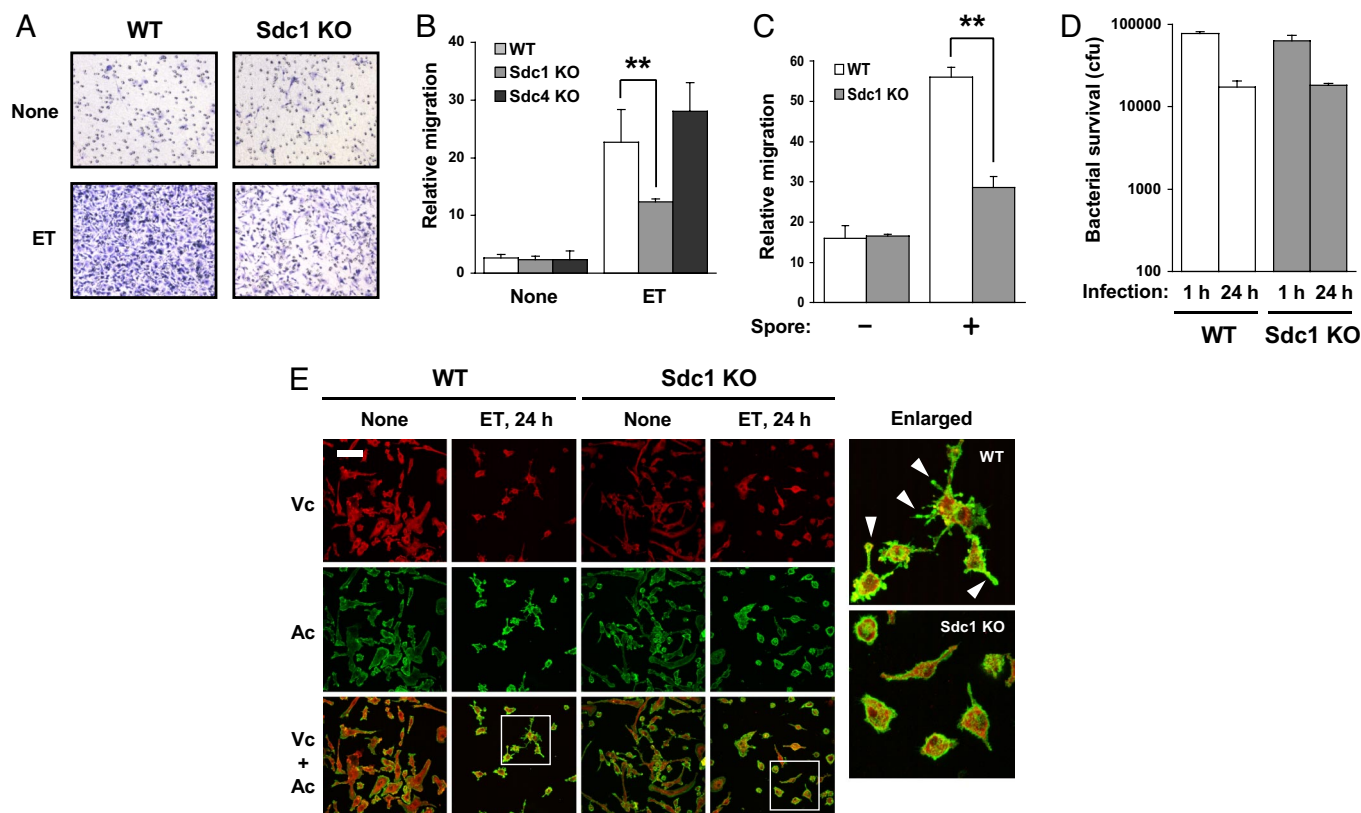 A
WT
Sdc1 KO
None
ET
B
40
30
20
10
0
Relative migration
WT
Sdc1 KO
Sdc4 KO
**
None
ET
C
60
50
40
30
20
10
0
Relative migration
WT
Sdc1 KO
**
Spore: − +
D
100000
10000
1000
100
Bacterial survival (cfu)
Infection: 1 h 24 h 1 h 24 h
WT
Sdc1 KO
E
WT
Sdc1 KO
None
ET, 24 h
None
ET, 24 h
Enlarged
Vc
Ac
Vc
+
Ac
WT
Sdc1 KO